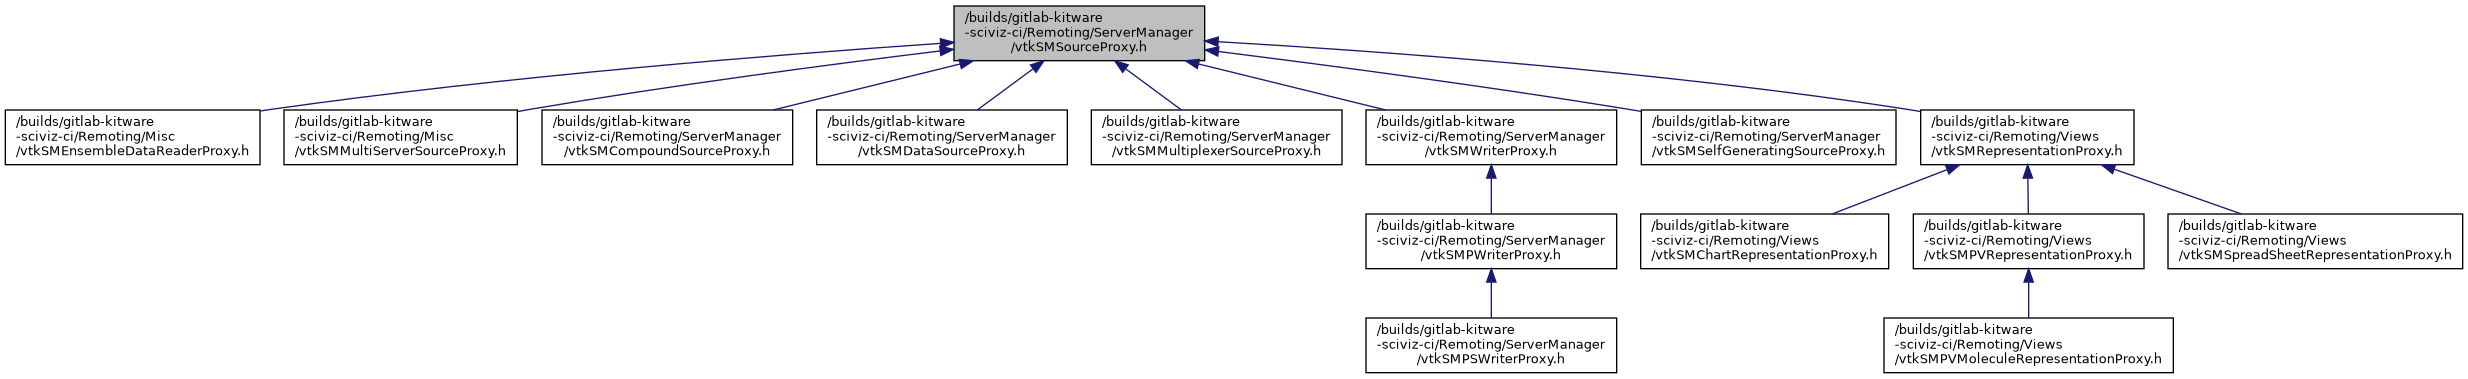 /builds/gitlab-kitware
-sciviz-ci/Remoting/ServerManager
/vtkSMSourceProxy.h
/builds/gitlab-kitware
-sciviz-ci/Remoting/Misc
/vtkSMEnsembleDataReaderProxy.h
/builds/gitlab-kitware
-sciviz-ci/Remoting/Misc
/vtkSMMultiServerSourceProxy.h
/builds/gitlab-kitware
-sciviz-ci/Remoting/ServerManager
/vtkSMCompoundSourceProxy.h
/builds/gitlab-kitware
-sciviz-ci/Remoting/ServerManager
/vtkSMDataSourceProxy.h
/builds/gitlab-kitware
-sciviz-ci/Remoting/ServerManager
/vtkSMMultiplexerSourceProxy.h
/builds/gitlab-kitware
-sciviz-ci/Remoting/ServerManager
/vtkSMWriterProxy.h
/builds/gitlab-kitware
-sciviz-ci/Remoting/ServerManager
/vtkSMSelfGeneratingSourceProxy.h
/builds/gitlab-kitware
-sciviz-ci/Remoting/Views
/vtkSMRepresentationProxy.h
/builds/gitlab-kitware
-sciviz-ci/Remoting/ServerManager
/vtkSMPWriterProxy.h
/builds/gitlab-kitware
-sciviz-ci/Remoting/Views
/vtkSMChartRepresentationProxy.h
/builds/gitlab-kitware
-sciviz-ci/Remoting/Views
/vtkSMPVRepresentationProxy.h
/builds/gitlab-kitware
-sciviz-ci/Remoting/Views
/vtkSMSpreadSheetRepresentationProxy.h
/builds/gitlab-kitware
-sciviz-ci/Remoting/ServerManager
/vtkSMPSWriterProxy.h
/builds/gitlab-kitware
-sciviz-ci/Remoting/Views
/vtkSMPVMoleculeRepresentationProxy.h